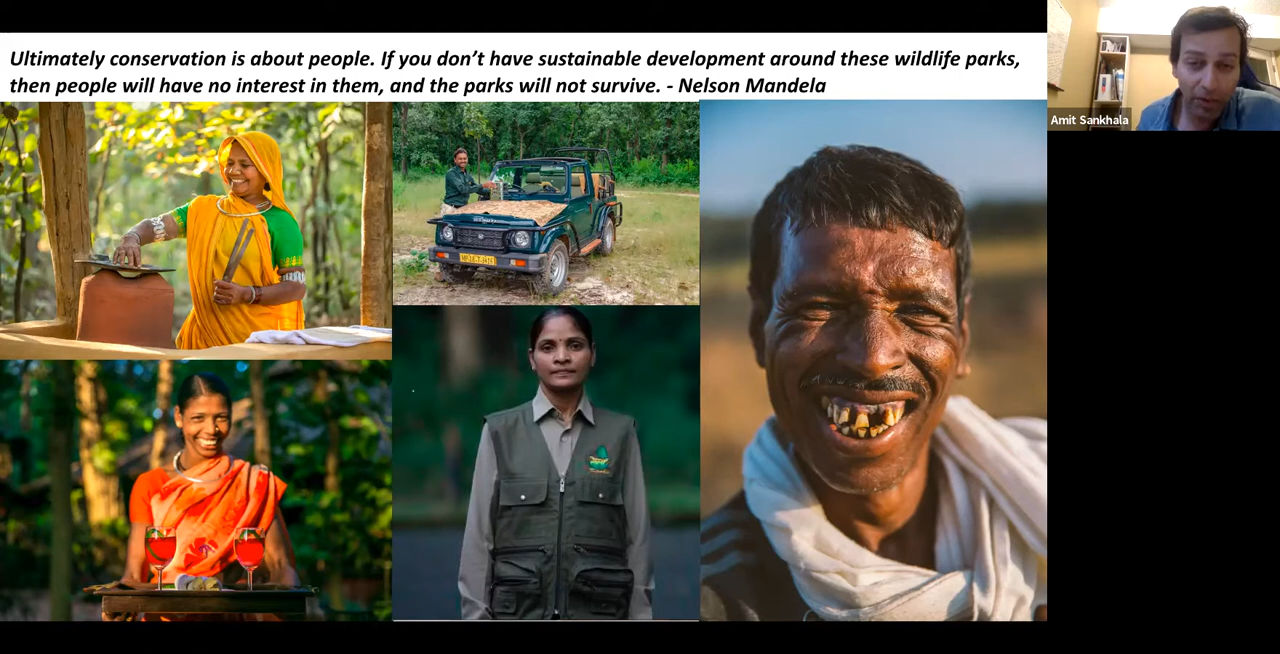 Ultimately conservation is about people. If you don’t have sustainable development around these wildlife parks,
then people will have no interest in them, and the parks will not survive. - Nelson Mandela
Amit Sankhala